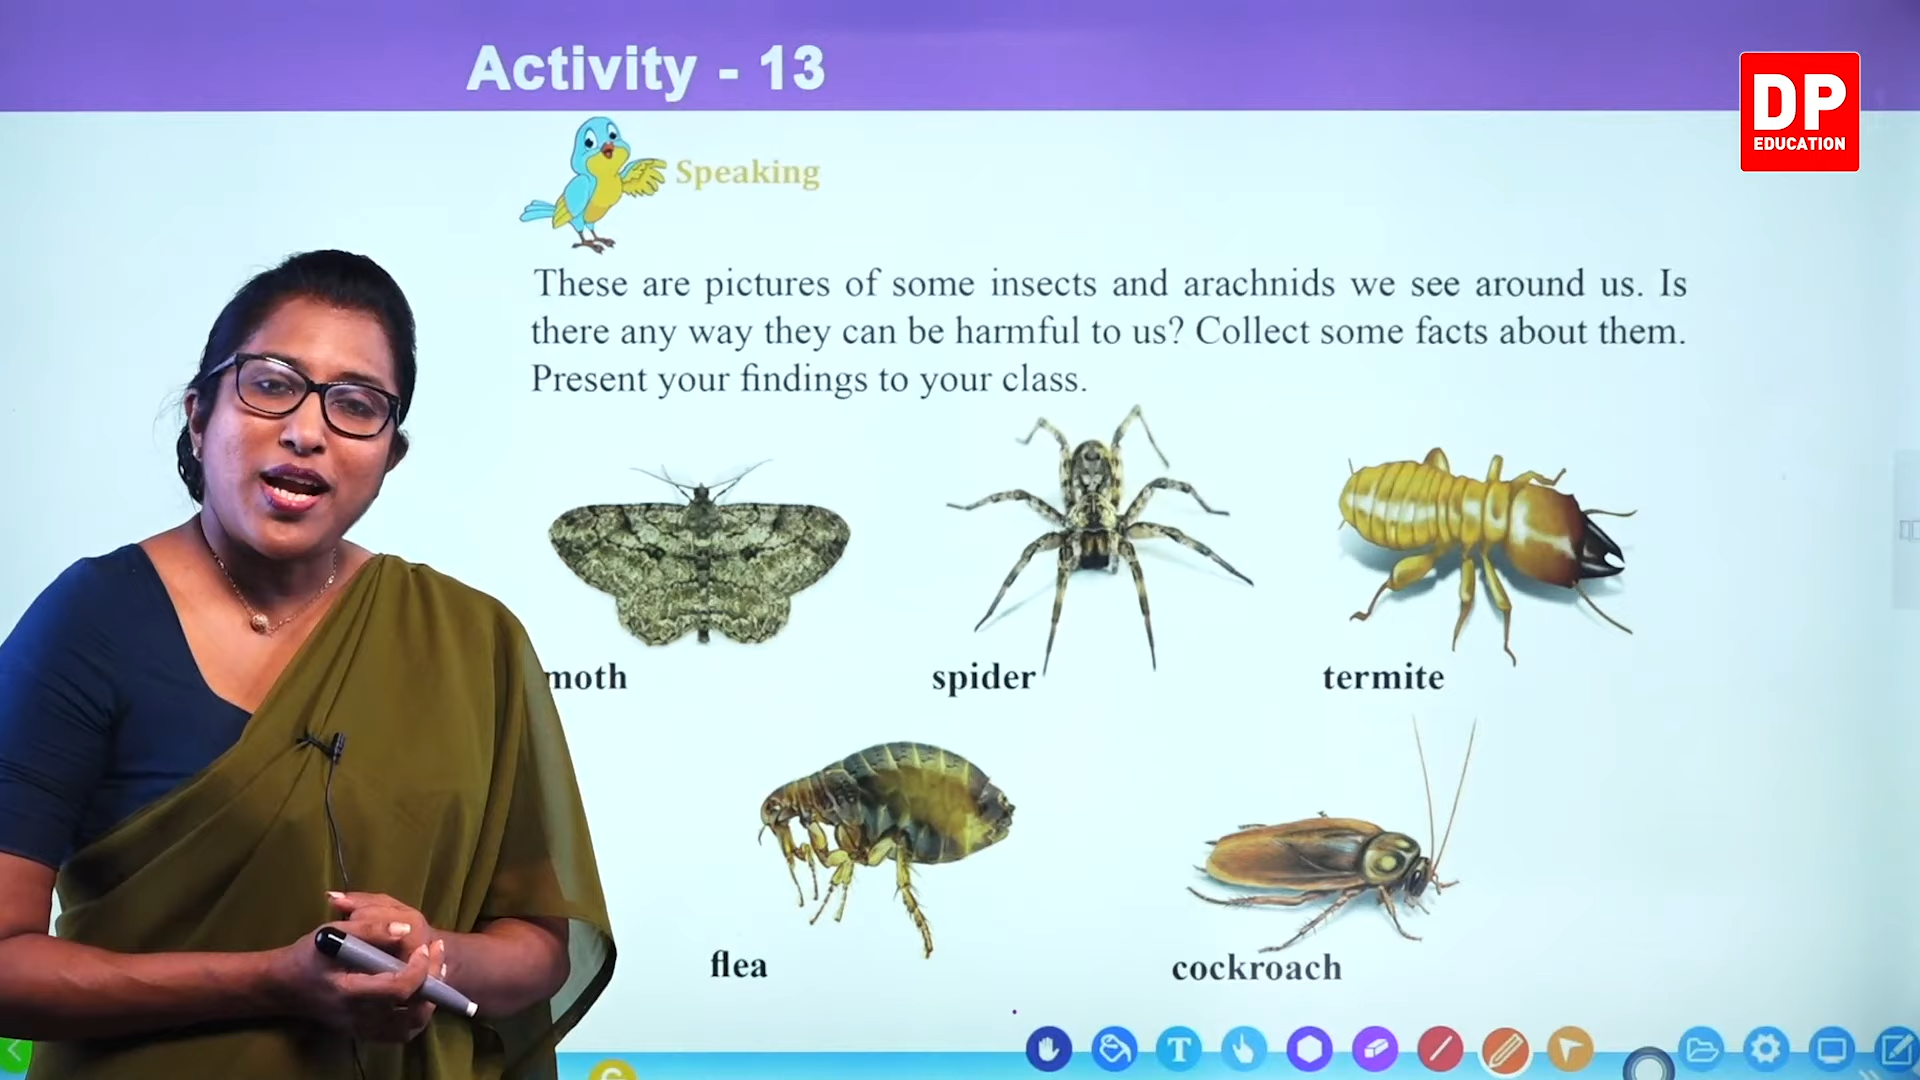 Activity - 13
DP
EDUCATION
Speaking
These are pictures of some insects and arachnids we see around us. Is
there any way they can be harmful to us? Collect some facts about them.
Present your findings to your class.
moth
spider
termite
flea
cockroach
T